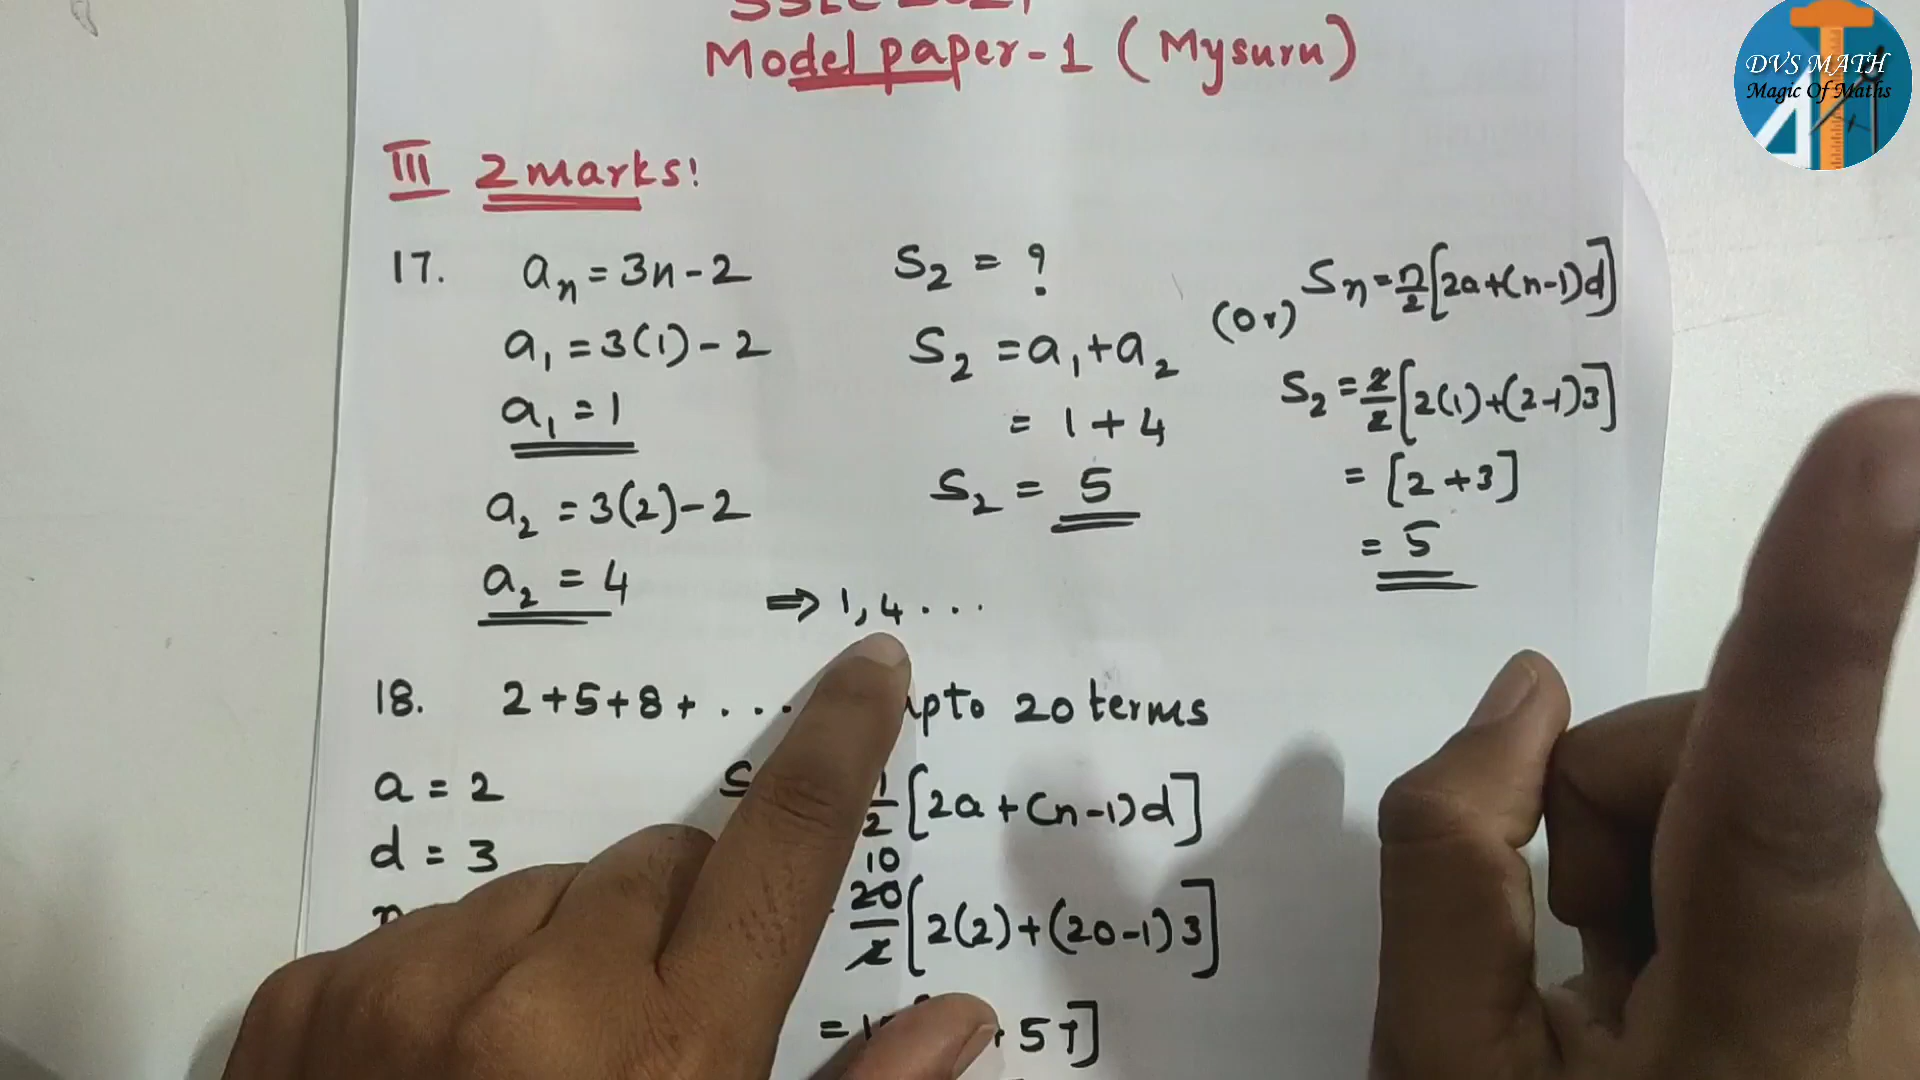 Model paper-1 (Mysuru)
DVS MATH
Magic Of Maths
III 2 marks!
17. aₙ = 3n - 2
a₁ = 3(1) - 2
a₁ = 1
a₂ = 3(2) - 2
a₂ = 4
⇒ 1, 4 . . .
S₂ = ?
S₂ = a₁ + a₂
= 1 + 4
S₂ = 5
(Or) Sₙ = n/2 [2a + (n-1)d]
S₂ = 2/2 [2(1) + (2-1)3]
= [2 + 3]
= 5
18. 2 + 5 + 8 + . . . upto 20 terms
a = 2
d = 3
/2 [2a + (n-1)d]
10
20/2 [2(2) + (20-1)3]
+ 57]